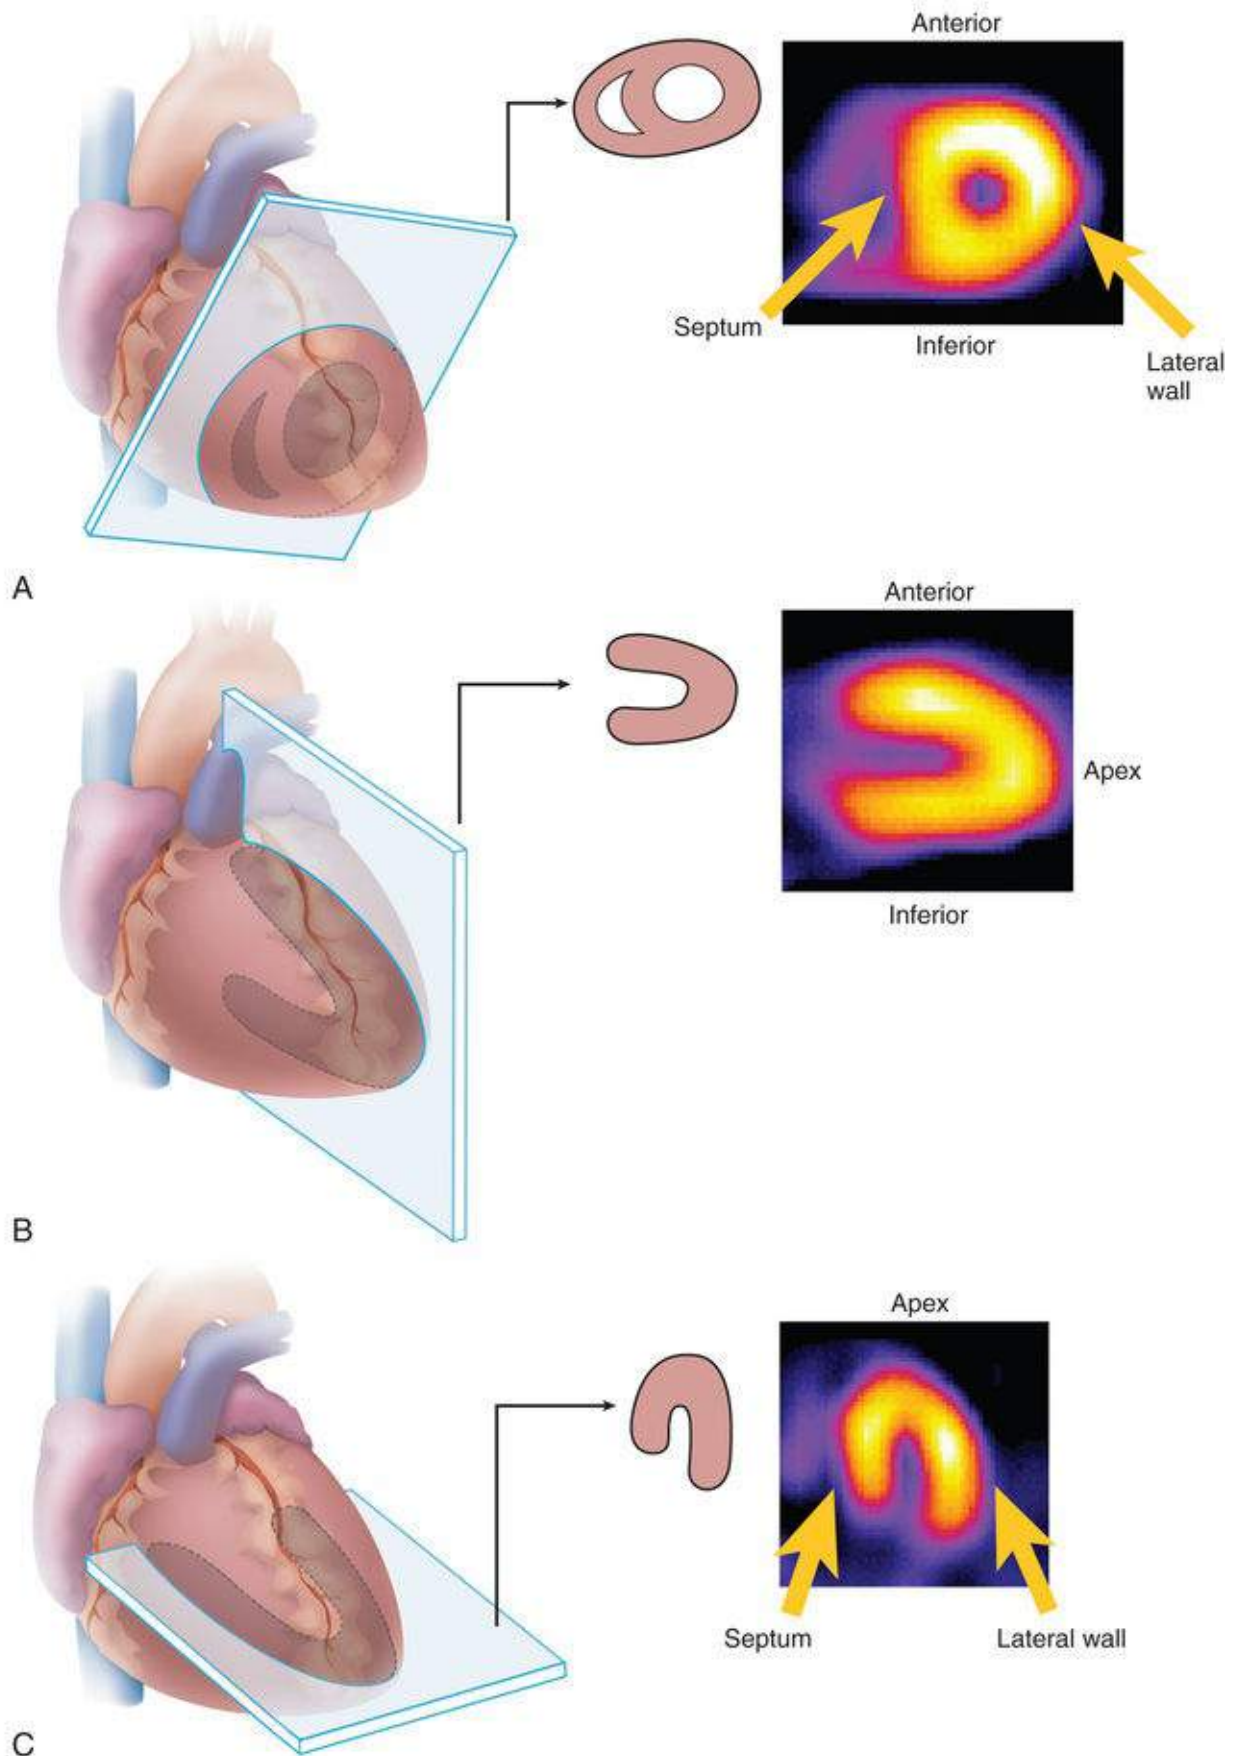 Anterior
Septum
Inferior
Lateral
wall
A
Anterior
Apex
Inferior
B
Apex
Septum
Lateral wall
C